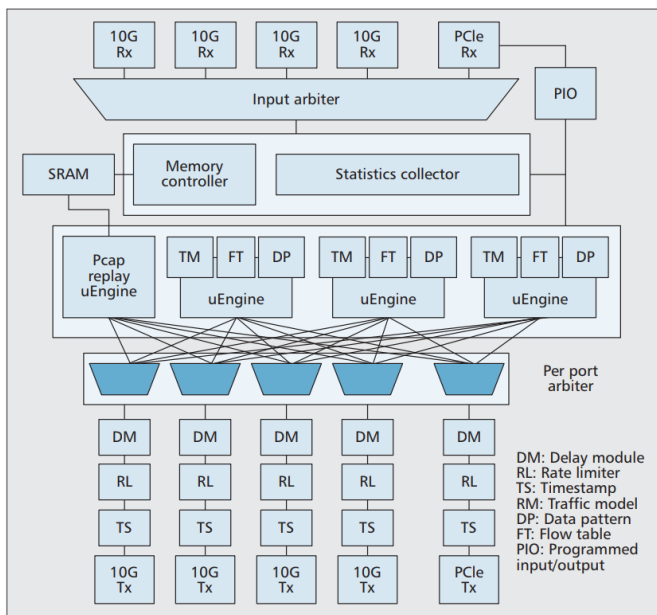 10G
Rx
10G
Rx
10G
Rx
10G
Rx
PCIe
Rx
Input arbiter
PIO
SRAM
Memory
controller
Statistics collector
Pcap
replay
uEngine
TM
FT
DP
uEngine
TM
FT
DP
uEngine
TM
FT
DP
uEngine
Per port
arbiter
DM
DM
DM
DM
DM
RL
RL
RL
RL
RL
TS
TS
TS
TS
TS
10G
Tx
10G
Tx
10G
Tx
10G
Tx
PCIe
Tx
DM: Delay module
RL: Rate limiter
TS: Timestamp
RM: Traffic model
DP: Data pattern
FT: Flow table
PIO: Programmed
input/output